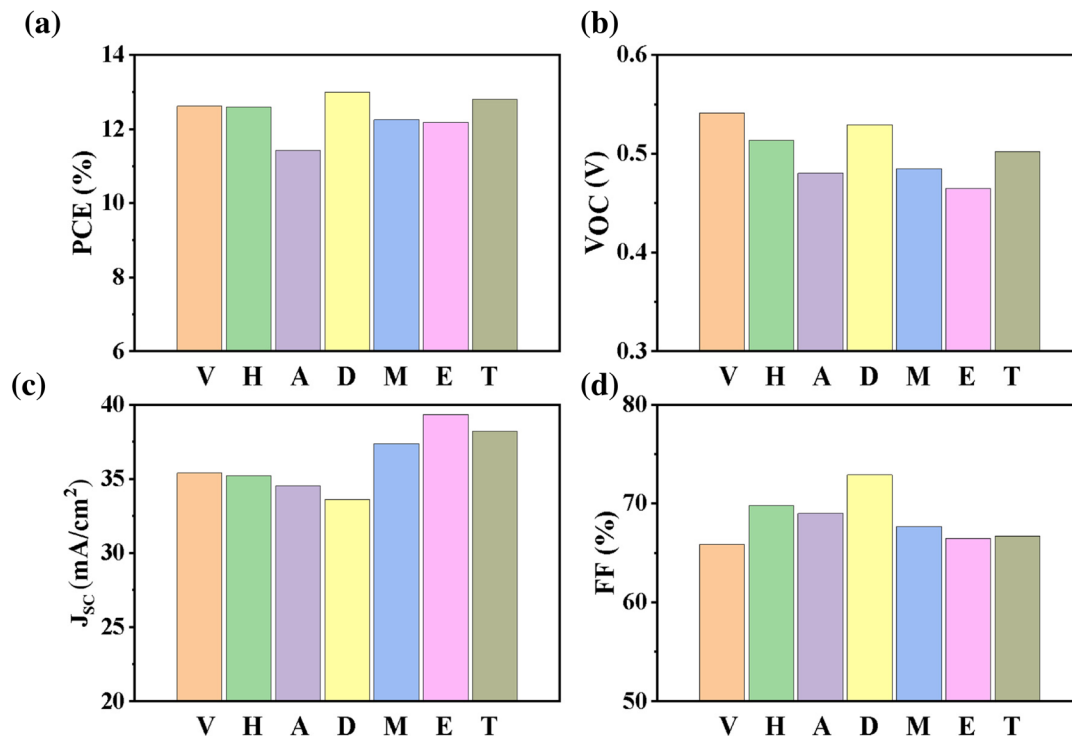 (a)
14
12
10
8
6
PCE (%)
V H A D M E T
(b)
0.6
0.5
0.4
0.3
VOC (V)
V H A D M E T
(c)
40
35
30
25
20
J_SC (mA/cm²)
V H A D M E T
(d)
80
70
60
50
FF (%)
V H A D M E T